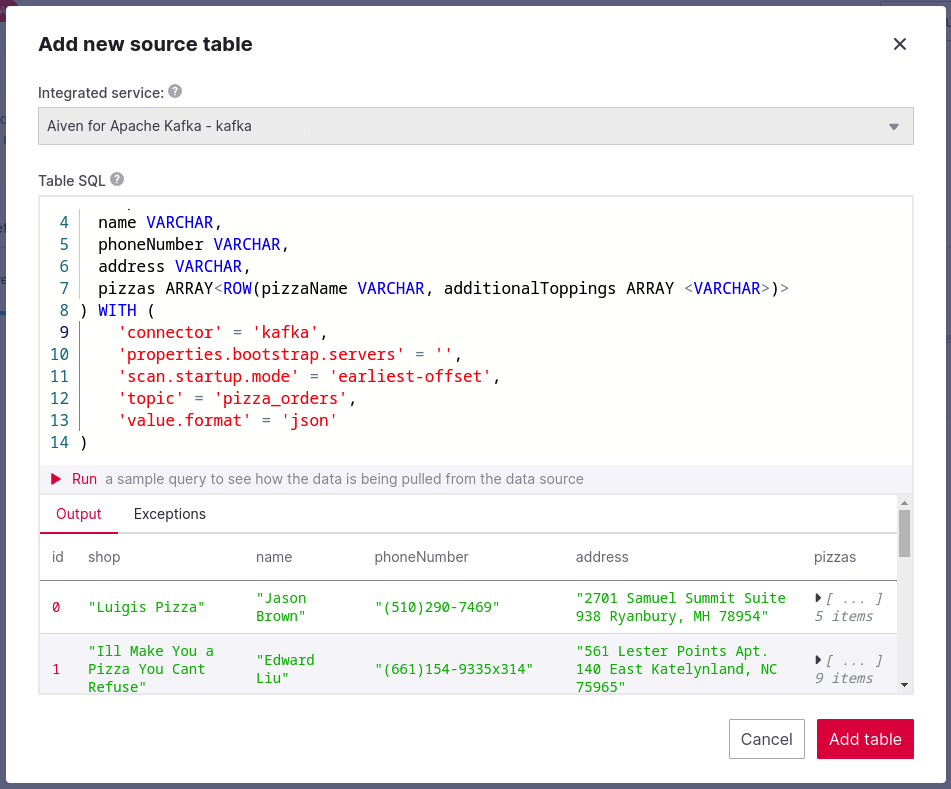 Add new source table
Integrated service:
Aiven for Apache Kafka - kafka
Table SQL
4 name VARCHAR,
5 phoneNumber VARCHAR,
6 address VARCHAR,
7 pizzas ARRAY<ROW(pizzaName VARCHAR, additionalToppings ARRAY <VARCHAR>)>
8 ) WITH (
9 'connector' = 'kafka',
10 'properties.bootstrap.servers' = '',
11 'scan.startup.mode' = 'earliest-offset',
12 'topic' = 'pizza_orders',
13 'value.format' = 'json'
14 )
Run a sample query to see how the data is being pulled from the data source
Output Exceptions
id shop name phoneNumber address pizzas
0 "Luigis Pizza" "Jason Brown" "(510)290-7469" "2701 Samuel Summit Suite 938 Ryanbury, MH 78954" [ ... ] 5 items
1 "Ill Make You a Pizza You Cant Refuse" "Edward Liu" "(661)154-9335x314" "561 Lester Points Apt. 140 East Katelynland, NC 75965" [ ... ] 9 items
Cancel Add table